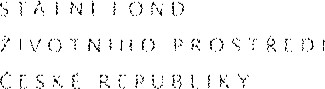 STÁTNÍ FOND
ŽIVOTNÍHO PROSTŘEDÍ
ČESKÉ REPUBLIKY